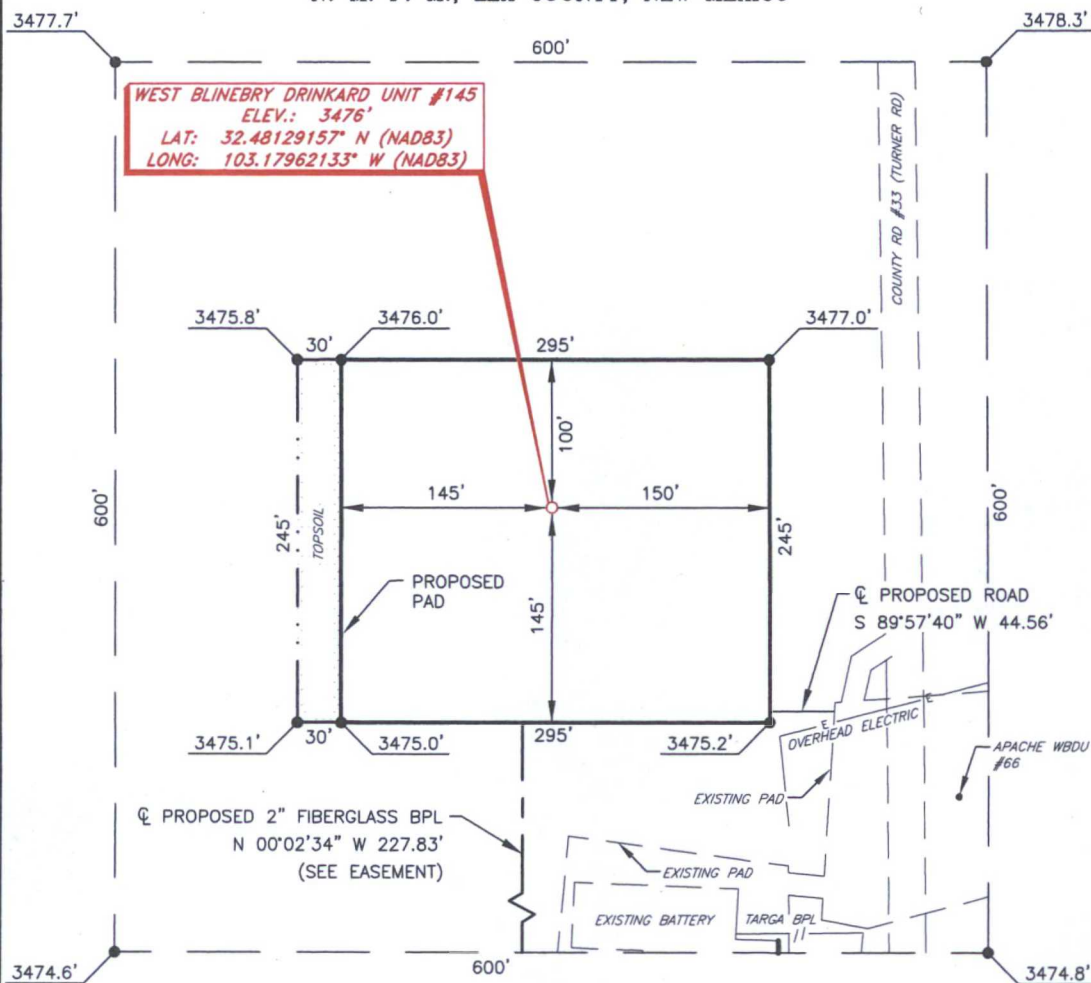 N. M. P. M., LEA COUNTY, NEW MEXICO
3477.7'
3478.3'
600'
WEST BLINEBRY DRINKARD UNIT #145
ELEV.: 3476'
LAT: 32.48129157° N (NAD83)
LONG: 103.17962133° W (NAD83)
COUNTY RD #33 (TURNER RD)
3475.8'
3476.0'
3477.0'
30'
295'
100'
600'
600'
145'
150'
245'
TOPSOIL
245'
PROPOSED
PAD
145'
℄ PROPOSED ROAD
S 89°57'40" W 44.56'
3475.1'
30'
3475.0'
295'
3475.2'
E
E
OVERHEAD ELECTRIC
APACHE WBDU
#66
EXISTING PAD
℄ PROPOSED 2" FIBERGLASS BPL
N 00°02'34" W 227.83'
(SEE EASEMENT)
EXISTING PAD
EXISTING BATTERY
TARGA BPL
3474.6'
600'
3474.8'